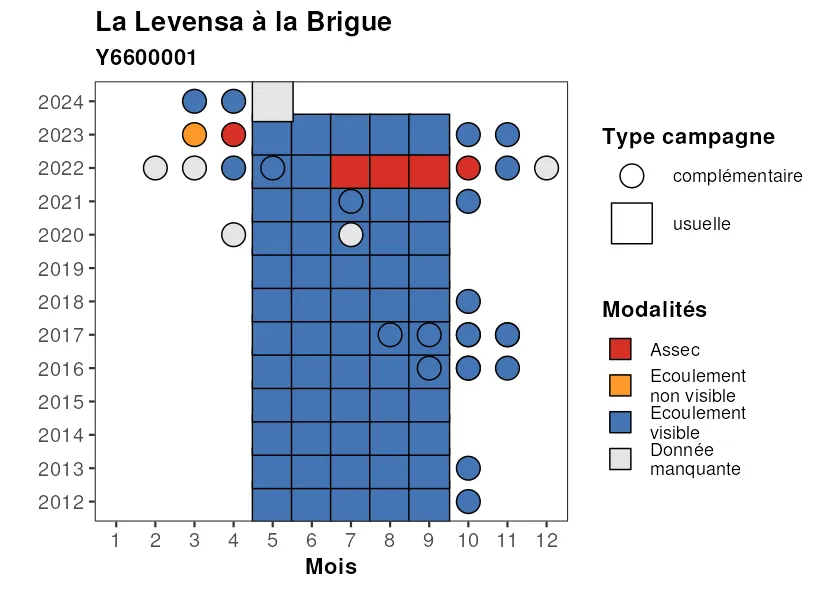 La Levensa à la Brigue
Y6600001
2024
2023
2022
2021
2020
2019
2018
2017
2016
2015
2014
2013
2012
1 2 3 4 5 6 7 8 9 10 11 12
Mois
Type campagne
complémentaire
usuelle
Modalités
Assec
Ecoulement
non visible
Ecoulement
visible
Donnée
manquante